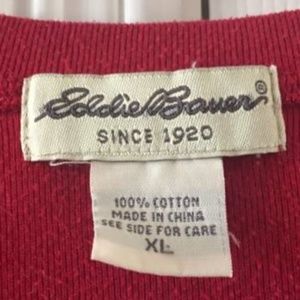 Eddie Bauer®
SINCE 1920
100% COTTON
MADE IN CHINA
SEE SIDE FOR CARE
XL